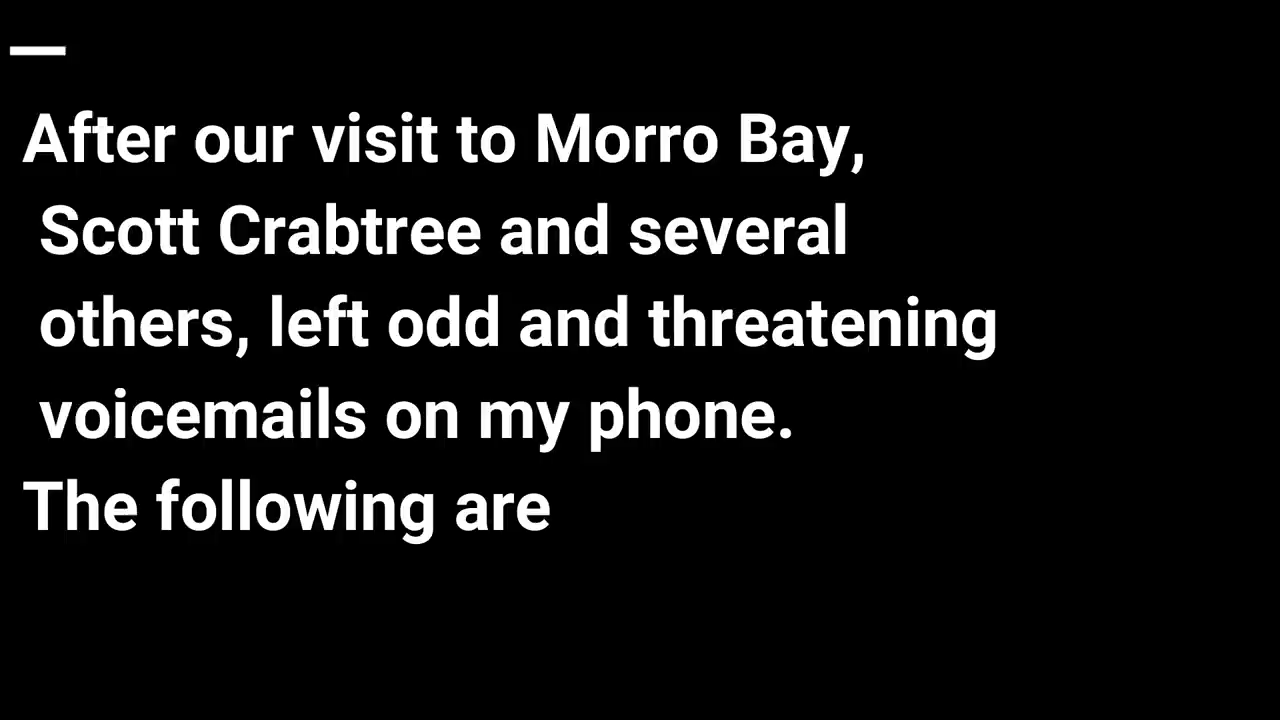 After our visit to Morro Bay,
Scott Crabtree and several
others, left odd and threatening
voicemails on my phone.
The following are